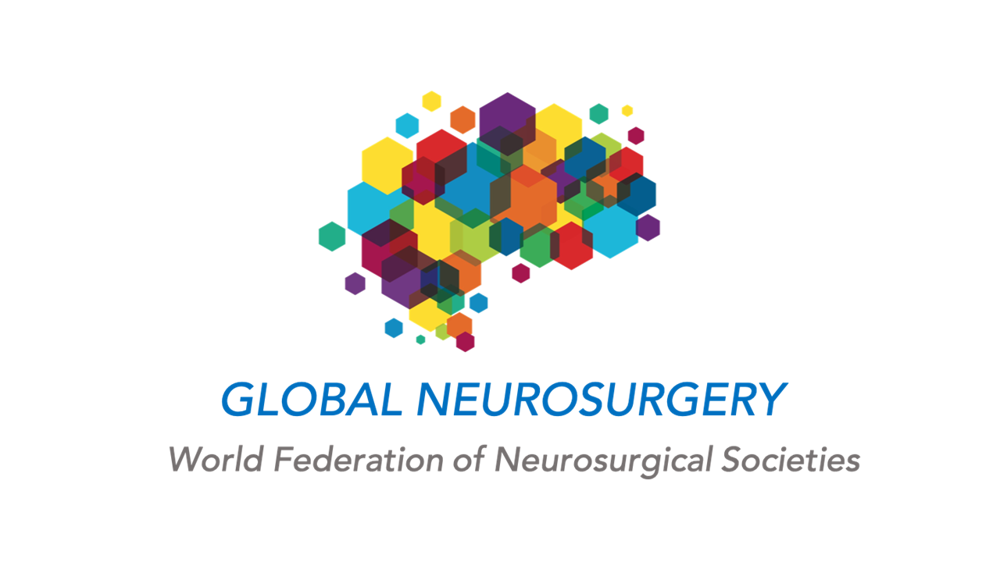 GLOBAL NEUROSURGERY
World Federation of Neurosurgical Societies